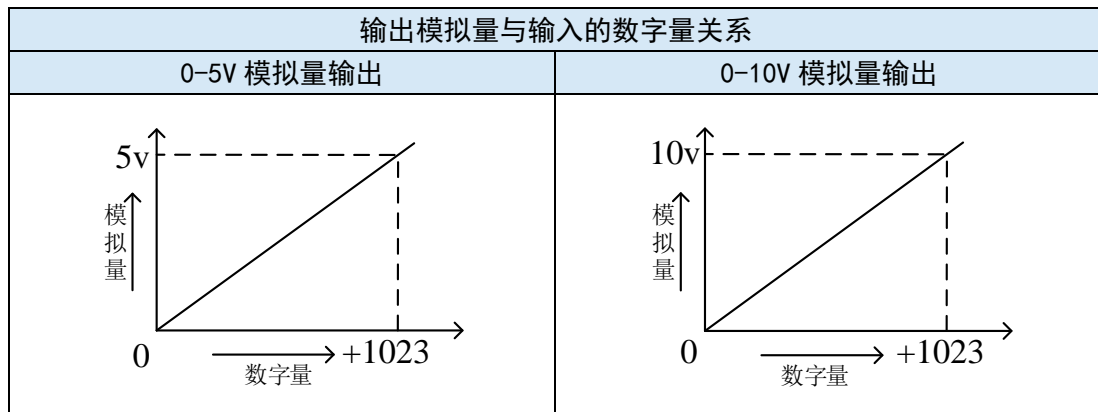 输出模拟量与输入的数字量关系
0-5V 模拟量输出
0-10V 模拟量输出
5v
模拟量
0
+1023
数字量
10v
模拟量
0
+1023
数字量